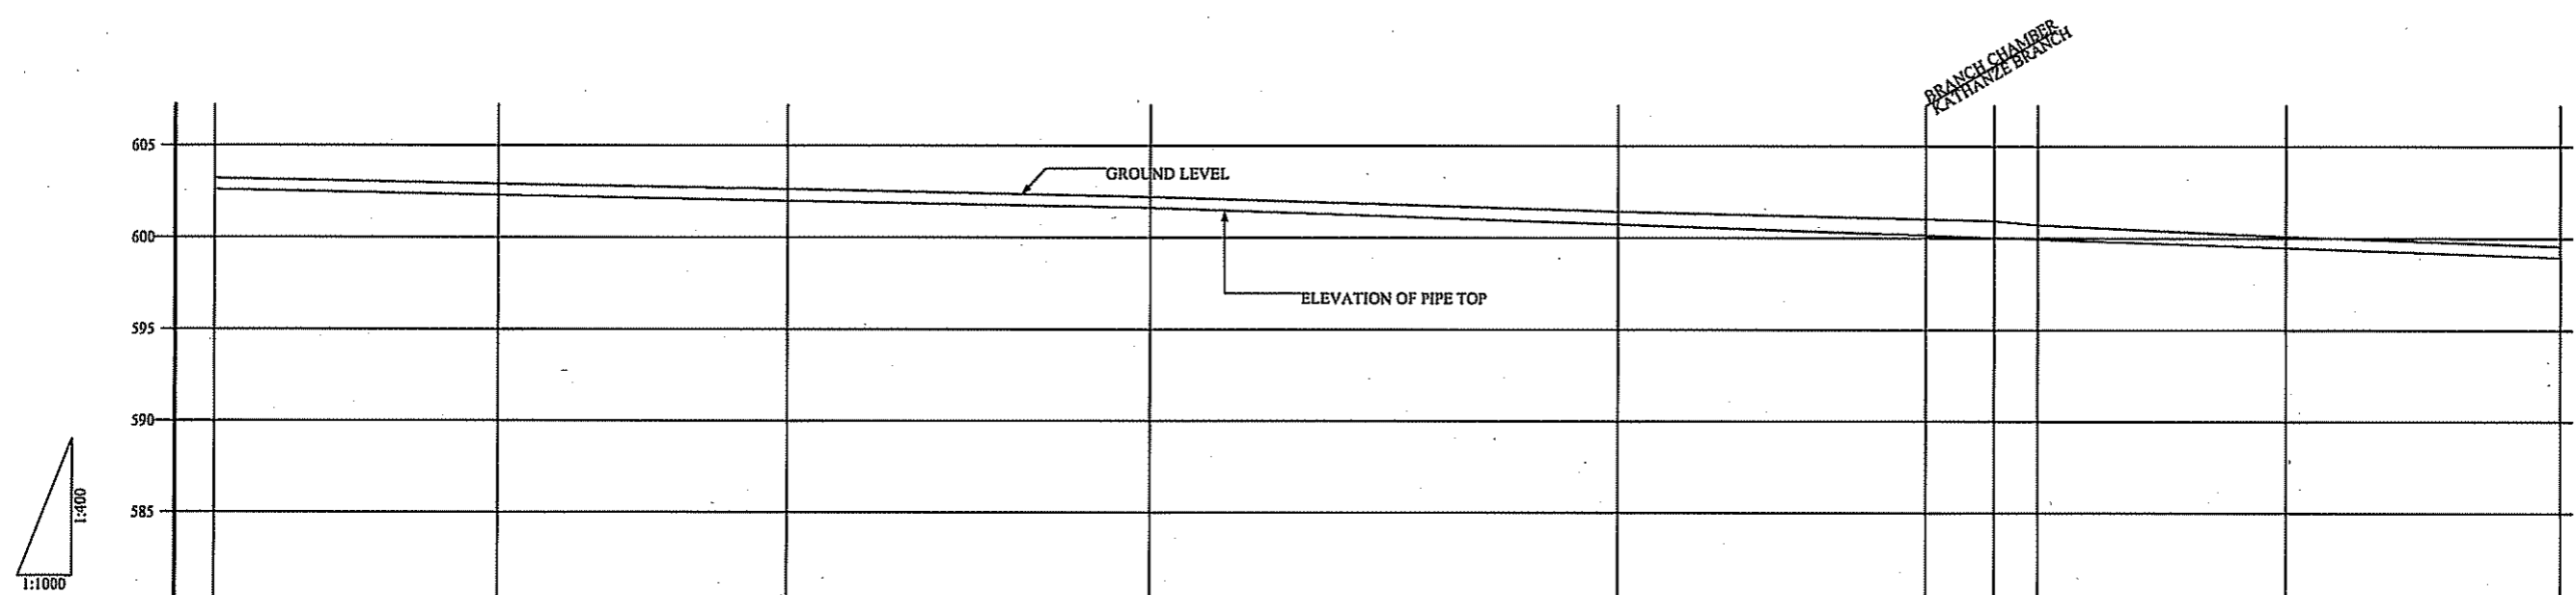 BRANCH CHAMBER
KATHANZE BRANCH
605
GROUND LEVEL
600
ELEVATION OF PIPE TOP
595
590
585
1:400
1:1000